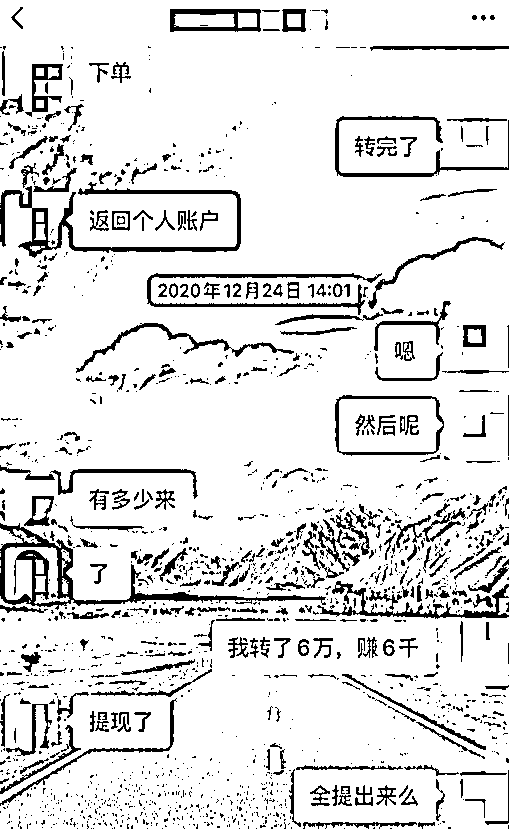 下单
转完了
返回个人账户
2020年12月24日 14:01
嗯
然后呢
有多少来
了
我转了6万，赚6千
提现了
全提出来么